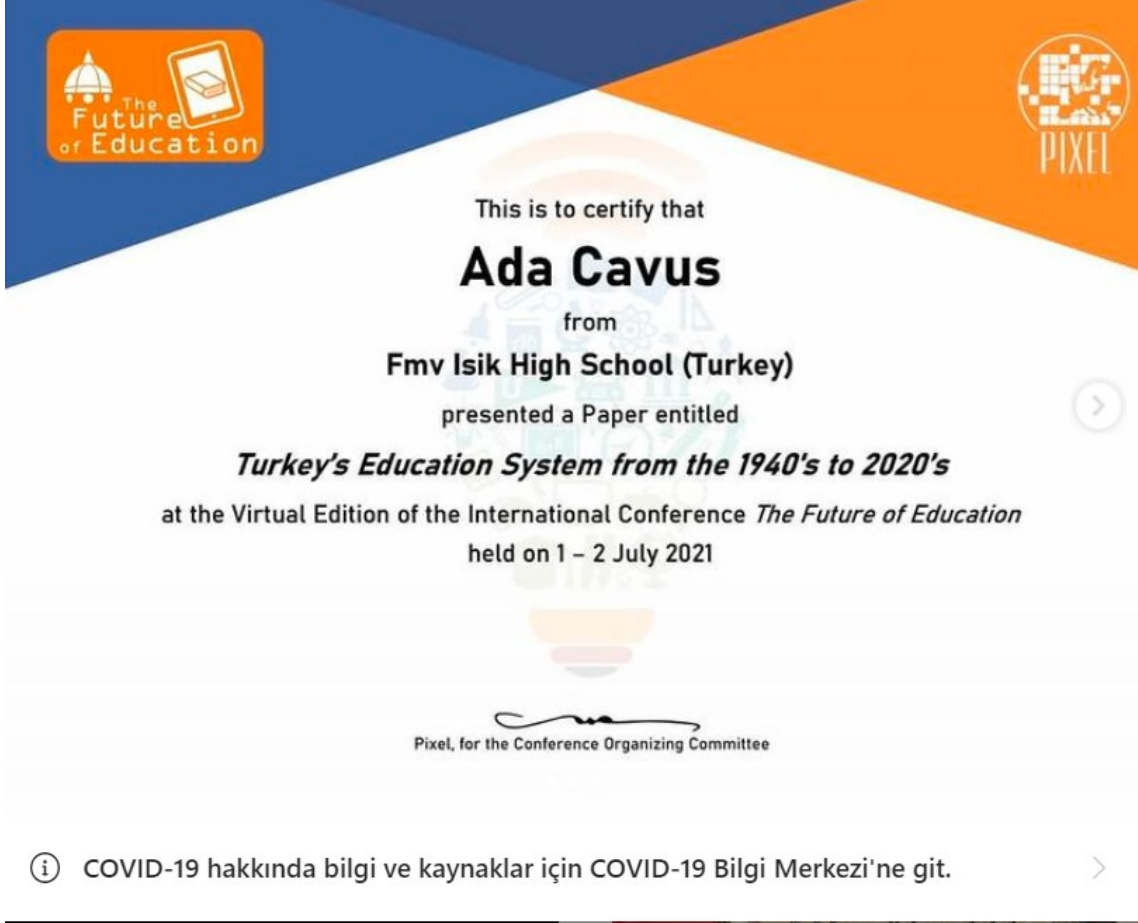 The
Future
of Education
PIXEL
This is to certify that
Ada Cavus
from
Fmv Isik High School (Turkey)
presented a Paper entitled
Turkey's Education System from the 1940's to 2020's
at the Virtual Edition of the International Conference The Future of Education
held on 1 – 2 July 2021
Pixel, for the Conference Organizing Committee
COVID-19 hakkında bilgi ve kaynaklar için COVID-19 Bilgi Merkezi'ne git.